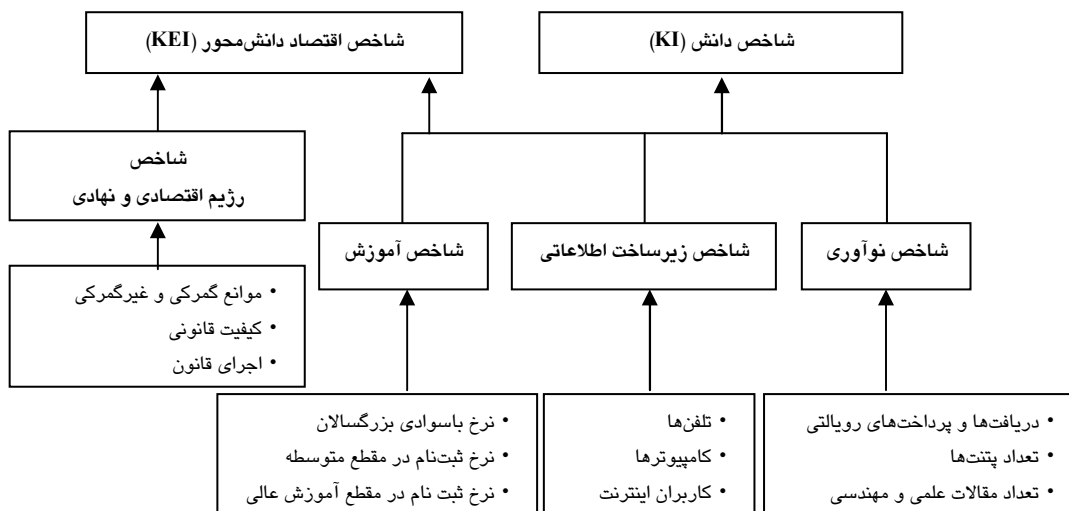 شاخص دانش (KI)
شاخص اقتصاد دانش‌محور (KEI)
شاخص
رژیم اقتصادی و نهادی
شاخص نوآوری
شاخص زیرساخت اطلاعاتی
شاخص آموزش
• موانع گمرکی و غیرگمرکی
• کیفیت قانونی
• اجرای قانون
• دریافت‌ها و پرداخت‌های رویالتی
• تعداد پتنت‌ها
• تعداد مقالات علمی و مهندسی
• تلفن‌ها
• کامپیوترها
• کاربران اینترنت
• نرخ باسوادی بزرگسالان
• نرخ ثبت‌نام در مقطع متوسطه
• نرخ ثبت نام در مقطع آموزش عالی